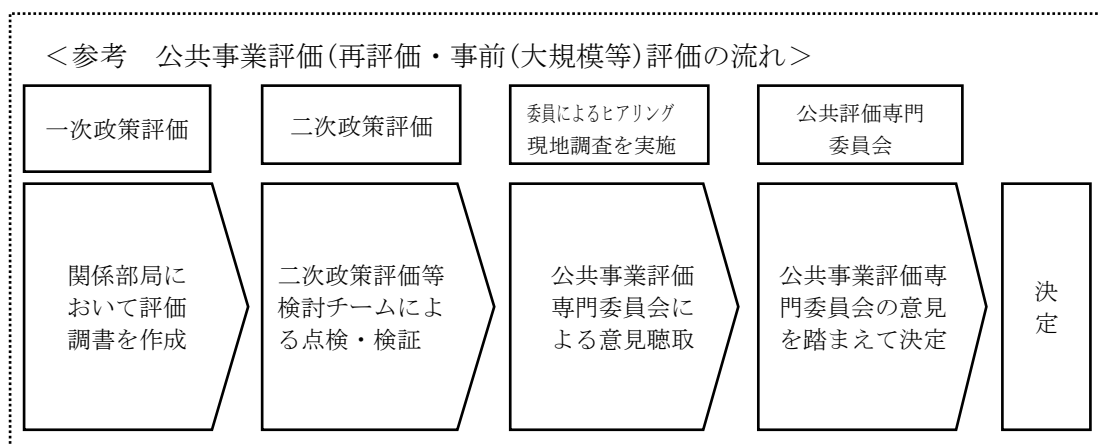 <参考 公共事業評価(再評価・事前(大規模等)評価の流れ>
一次政策評価
二次政策評価
委員によるヒアリング
現地調査を実施
公共評価専門
委員会
関係部局に
おいて評価
調書を作成
二次政策評価等
検討チームによ
る点検・検証
公共事業評価
専門委員会に
よる意見聴取
公共事業評価専
門委員会の意見
を踏まえて決定
決
定